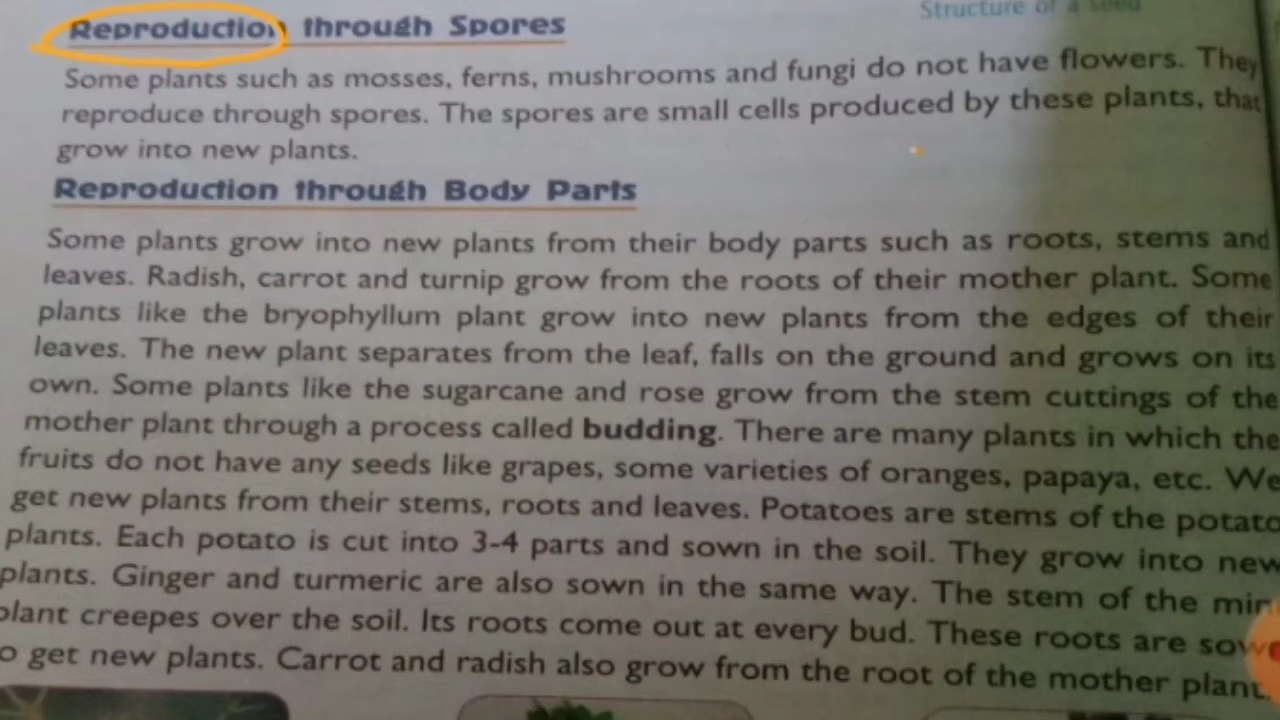 Structure of a seed
Reproduction through Spores
Some plants such as mosses, ferns, mushrooms and fungi do not have flowers. They
reproduce through spores. The spores are small cells produced by these plants, that
grow into new plants.
Reproduction through Body Parts
Some plants grow into new plants from their body parts such as roots, stems and
leaves. Radish, carrot and turnip grow from the roots of their mother plant. Some
plants like the bryophyllum plant grow into new plants from the edges of their
leaves. The new plant separates from the leaf, falls on the ground and grows on its
own. Some plants like the sugarcane and rose grow from the stem cuttings of the
mother plant through a process called budding. There are many plants in which the
fruits do not have any seeds like grapes, some varieties of oranges, papaya, etc. We
get new plants from their stems, roots and leaves. Potatoes are stems of the potato
plants. Each potato is cut into 3-4 parts and sown in the soil. They grow into new
plants. Ginger and turmeric are also sown in the same way. The stem of the mint
plant creepes over the soil. Its roots come out at every bud. These roots are sow
o get new plants. Carrot and radish also grow from the root of the mother plant.